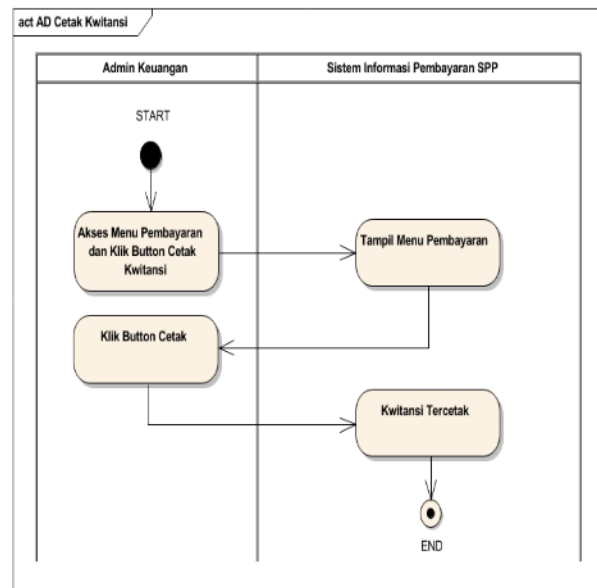 act AD Cetak Kwitansi
Admin Keuangan
Sistem Informasi Pembayaran SPP
START
Akses Menu Pembayaran
dan Klik Button Cetak
Kwitansi
Tampil Menu Pembayaran
Klik Button Cetak
Kwitansi Tercetak
END